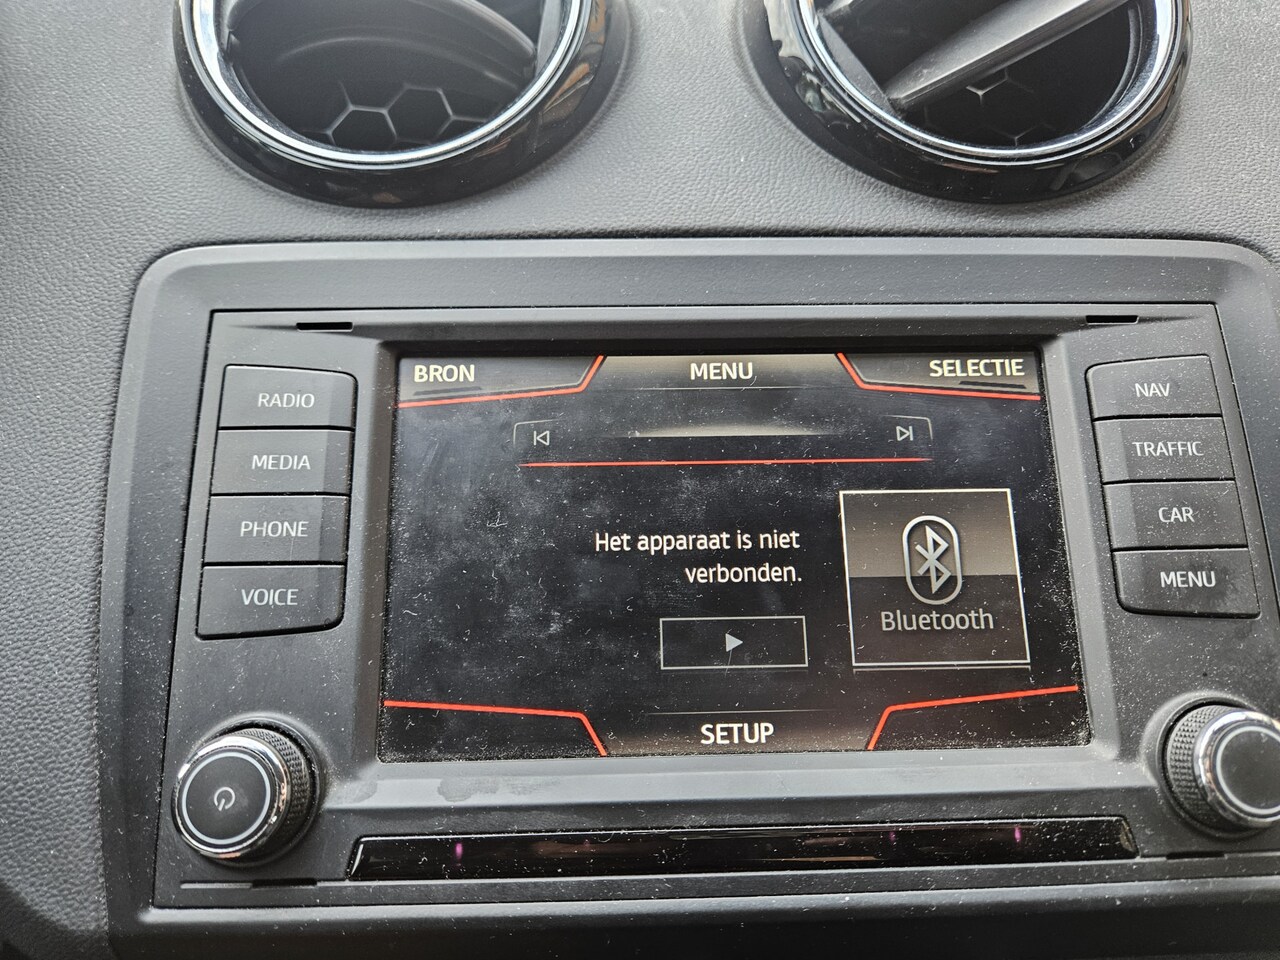 BRON MENU SELECTIE
RADIO
MEDIA
PHONE
VOICE
Het apparaat is niet
verbonden.
Bluetooth
SETUP
NAV
TRAFFIC
CAR
MENU